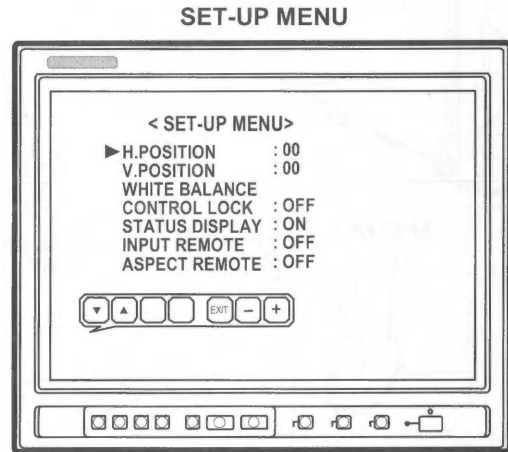 SET-UP MENU
< SET-UP MENU>
▶H.POSITION : 00
V.POSITION : 00
WHITE BALANCE
CONTROL LOCK : OFF
STATUS DISPLAY : ON
INPUT REMOTE : OFF
ASPECT REMOTE : OFF
▼ ▲ EXIT − +